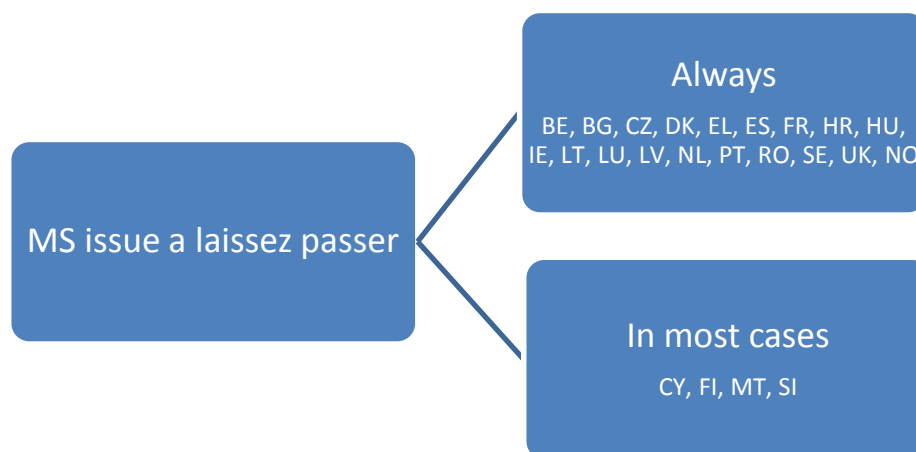 MS issue a laissez passer
Always
BE, BG, CZ, DK, EL, ES, FR, HR, HU,
IE, LT, LU, LV, NL, PT, RO, SE, UK, NO
In most cases
CY, FI, MT, SI